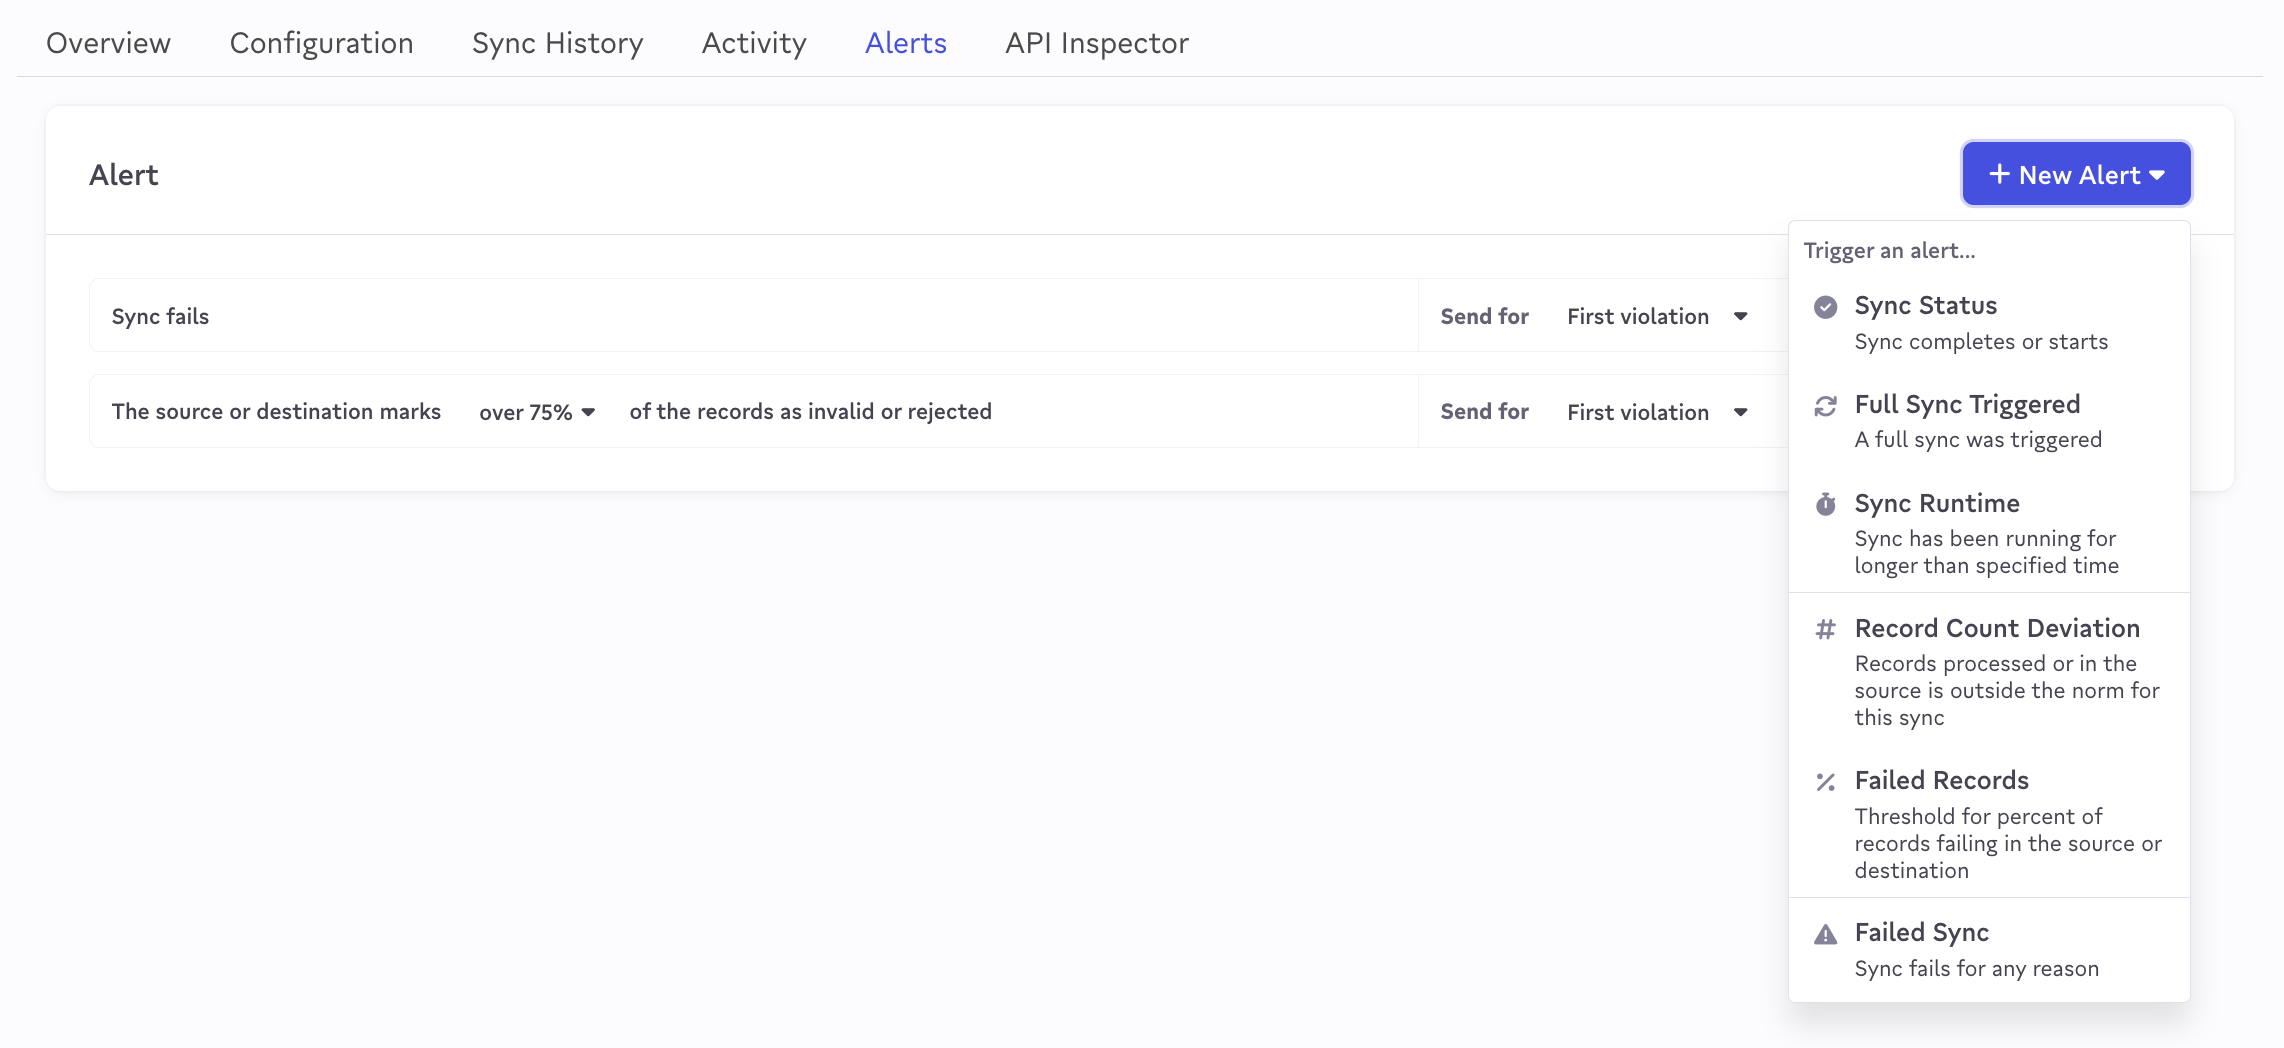 Overview Configuration Sync History Activity Alerts API Inspector
Alert
+ New Alert
Sync fails Send for First violation
The source or destination marks over 75% of the records as invalid or rejected Send for First violation
Trigger an alert...
Sync Status
Sync completes or starts
Full Sync Triggered
A full sync was triggered
Sync Runtime
Sync has been running for
longer than specified time
# Record Count Deviation
Records processed or in the
source is outside the norm for
this sync
% Failed Records
Threshold for percent of
records failing in the source or
destination
Failed Sync
Sync fails for any reason